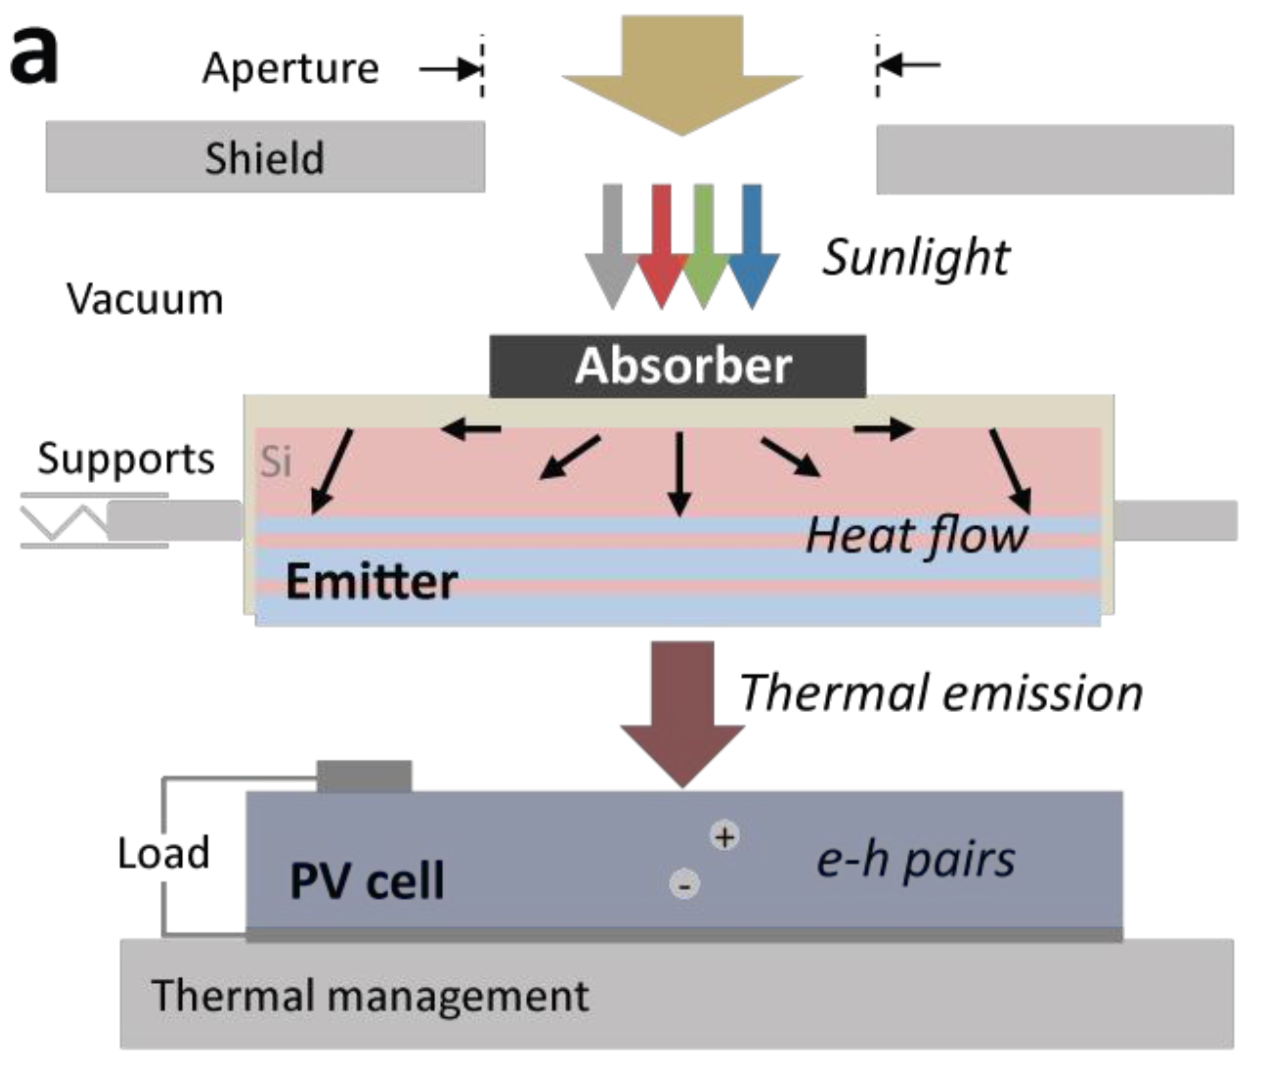 a
Aperture
Shield
Sunlight
Vacuum
Absorber
Si
Supports
Heat flow
Emitter
Thermal emission
+
Load
e-h pairs
PV cell
-
Thermal management